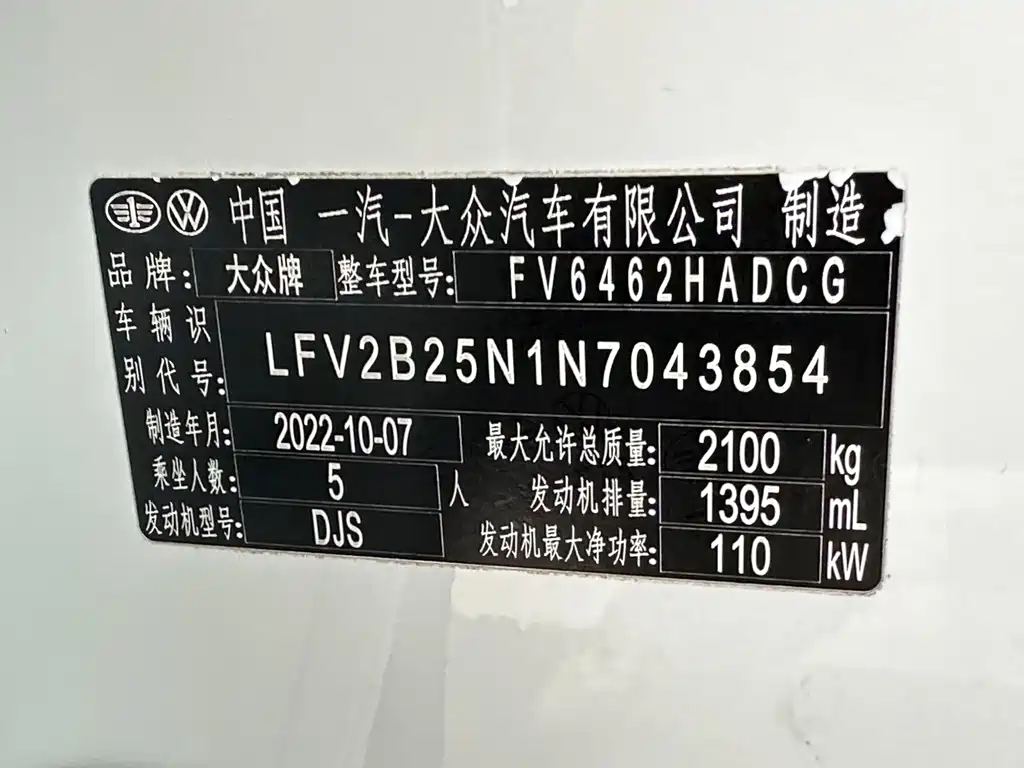 中国 一汽-大众汽车有限公司 制造
品牌: 大众牌 整车型号: FV6462HADCG
车辆识别代号: LFV2B25N1N7043854
制造年月: 2022-10-07 最大允许总质量: 2100 kg
乘坐人数: 5 人 发动机排量: 1395 mL
发动机型号: DJS 发动机最大净功率: 110 kW